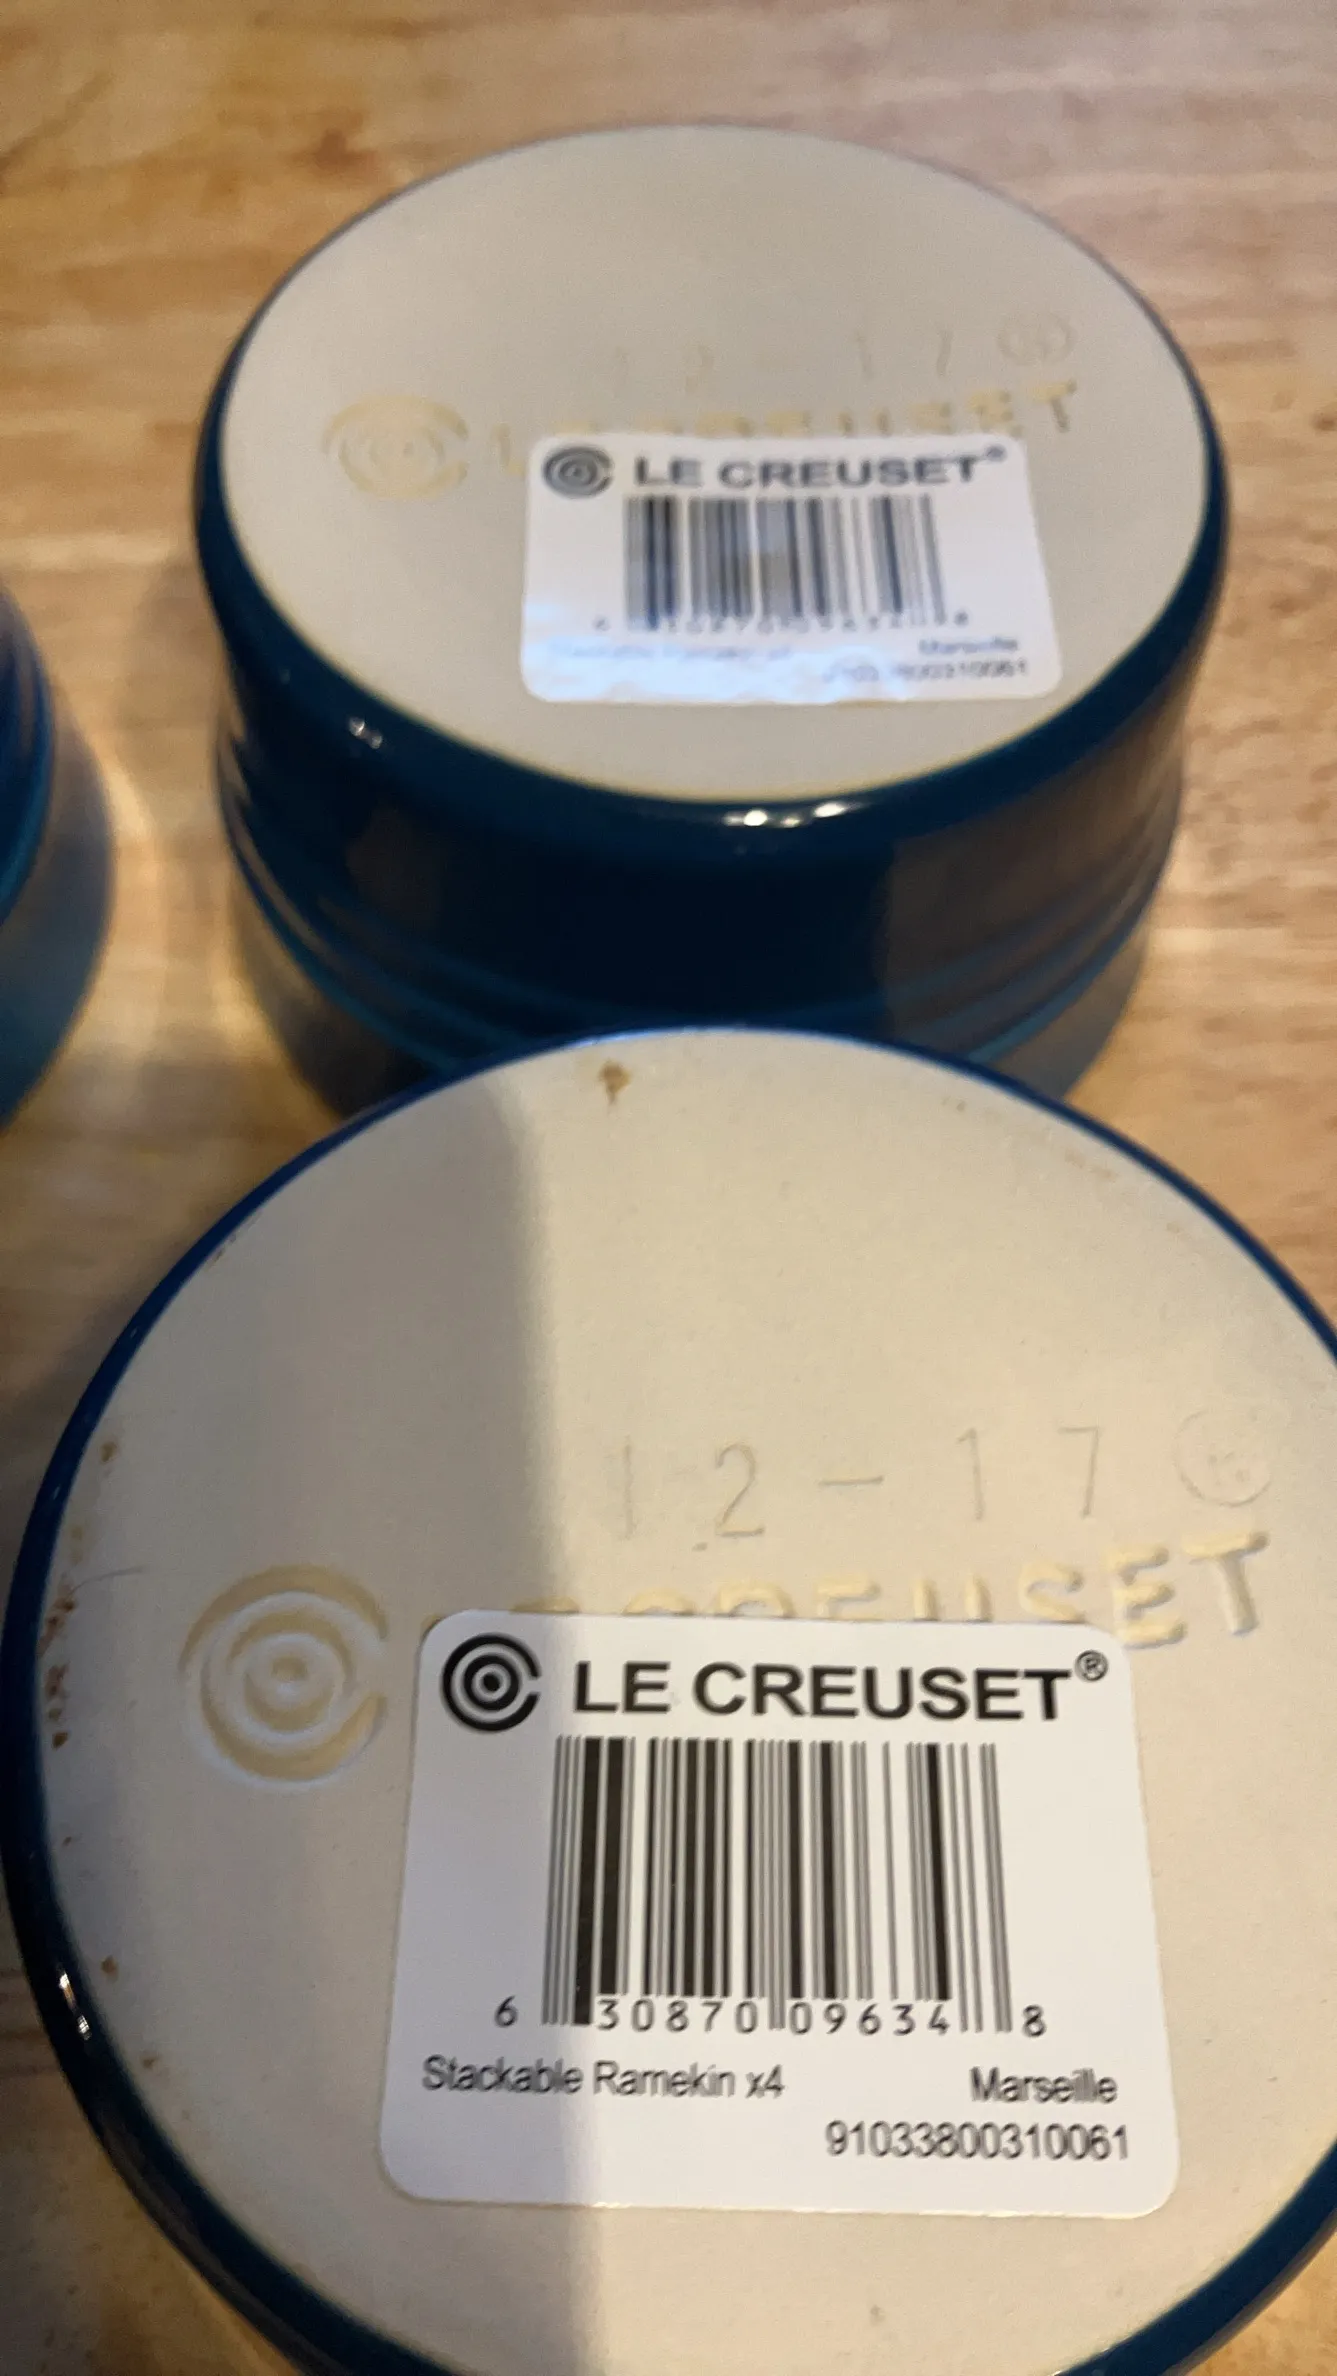 12-17
LE CREUSET
LE CREUSET®
Marseille
12-17
CREUSET
LE CREUSET®
6 30870 09634 8
Stackable Ramekin x4 Marseille
91033800310061